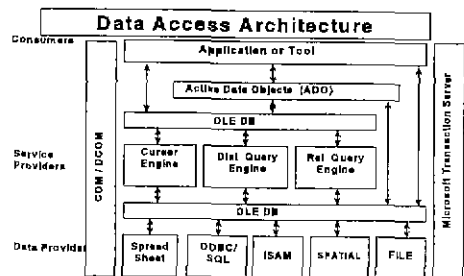 Data Access Architecture
Consumers
Application or Tool
Active Data Objects (ADO)
OLE DB
Service Providers
Cursor Engine
Dist Query Engine
Rel Query Engine
OLE DB
Data Provider
Spread Sheet
ODBC/ SQL
ISAM
SPATIAL
FILE
COM / DCOM
Microsoft Transaction Server